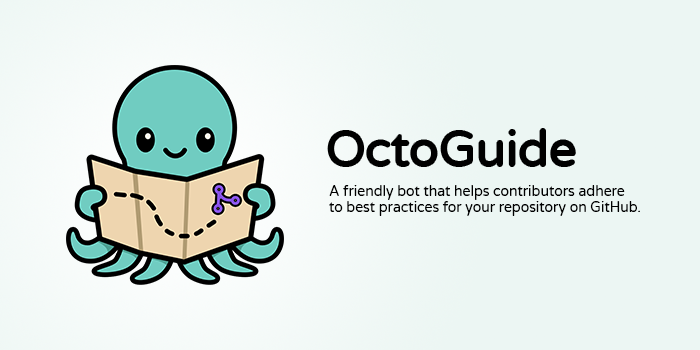 OctoGuide
A friendly bot that helps contributors adhere
to best practices for your repository on GitHub.